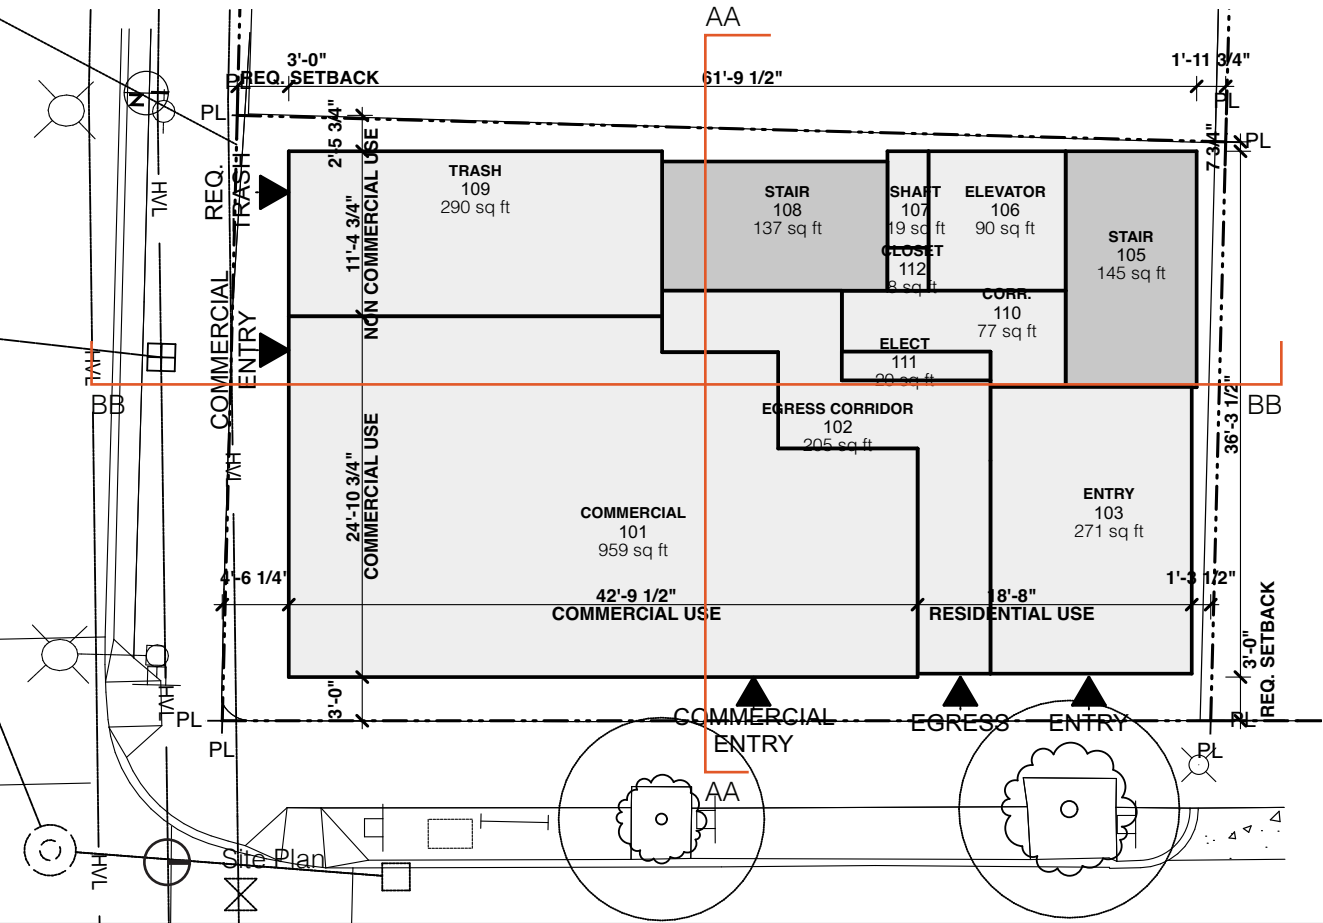 AA
3'-0"
REQ. SETBACK
61'-9 1/2"
1'-11 3/4"
PL
PL
PL
PL
N
2'-5 3/4"
7 3/4"
REQ.
TRASH
HVL
TRASH
109
290 sq ft
11'-4 3/4"
NON COMMERCIAL USE
STAIR
108
137 sq ft
SHAFT
107
19 sq ft
CLOSET
112
8 sq ft
ELEVATOR
106
90 sq ft
STAIR
105
145 sq ft
CORR.
110
77 sq ft
ELECT
111
20 sq ft
COMMERCIAL
ENTRY
HVL
BB
BB
36'-3 1/2"
EGRESS CORRIDOR
102
205 sq ft
HVL
24'-10 3/4"
COMMERCIAL USE
COMMERCIAL
101
959 sq ft
ENTRY
103
271 sq ft
4'-6 1/4"
42'-9 1/2"
COMMERCIAL USE
18'-8"
RESIDENTIAL USE
1'-3 1/2"
3'-0"
REQ. SETBACK
3'-0"
HVL
PL
PL
COMMERCIAL
ENTRY
EGRESS
ENTRY
PL
PL
AA
Site Plan
HVL